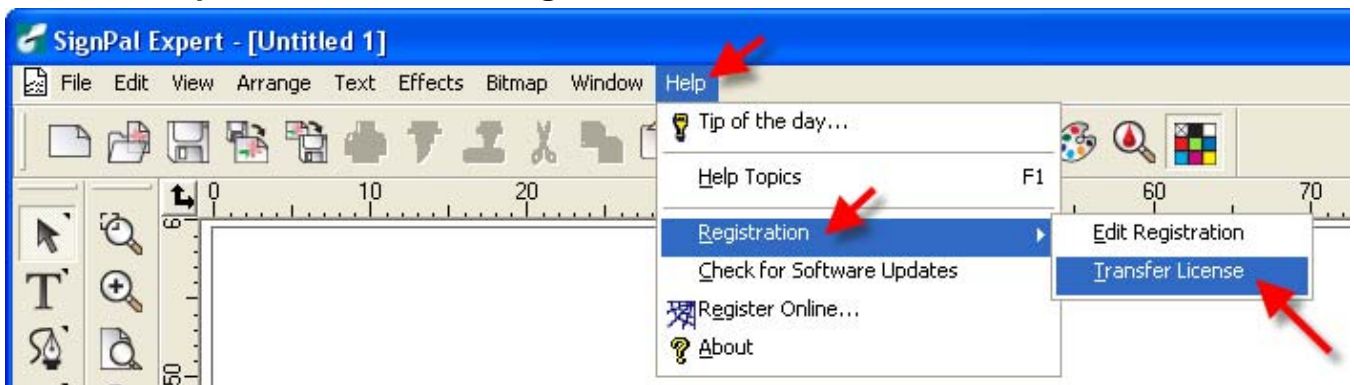 SignPal Expert - [Untitled 1]
File Edit View Arrange Text Effects Bitmap Window Help
Tip of the day...
Help Topics F1
0 10 20 60 70
Registration Edit Registration
Check for Software Updates Transfer License
Register Online...
About